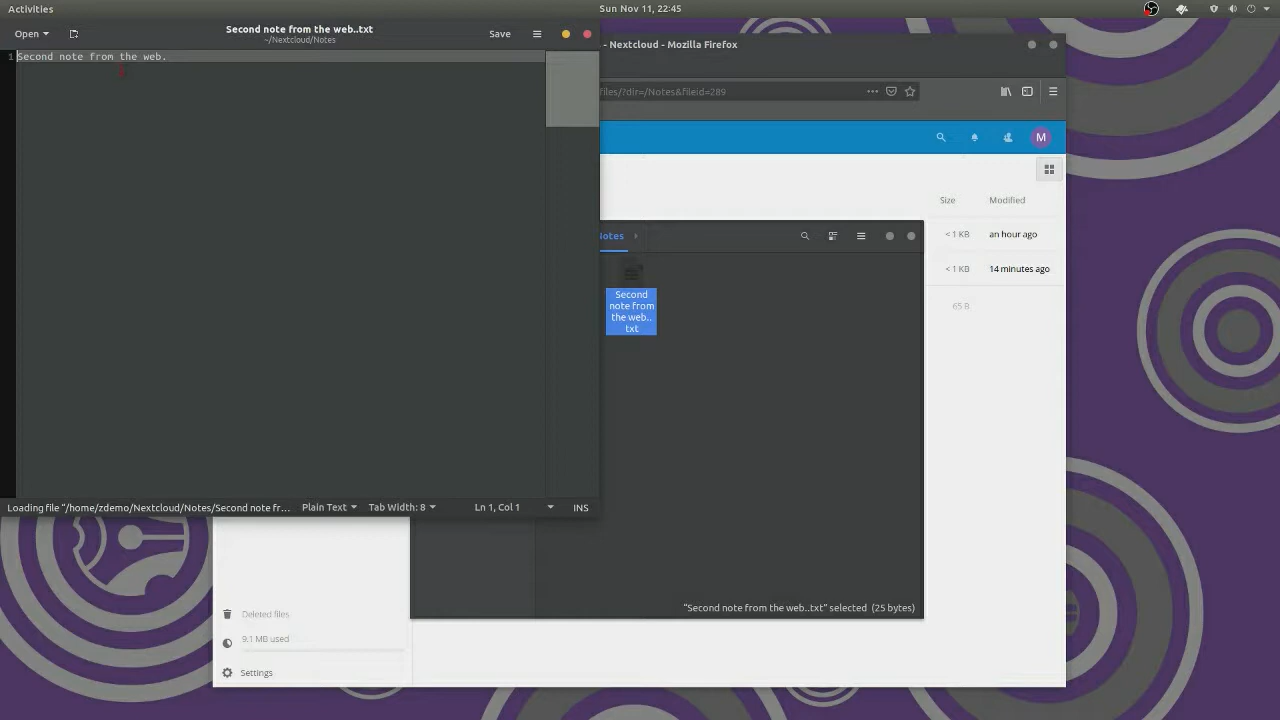 Activities
Sun Nov 11, 22:45
Open
Second note from the web..txt
~/Nextcloud/Notes
Save
- Nextcloud - Mozilla Firefox
1 Second note from the web.
files/?dir=/Notes&fileid=289
M
Size
Modified
Notes
< 1 KB
an hour ago
< 1 KB
14 minutes ago
Second
note from
the web..
txt
65 B
Loading file "/home/zdemo/Nextcloud/Notes/Second note fr...
Plain Text
Tab Width: 8
Ln 1, Col 1
INS
"Second note from the web..txt" selected (25 bytes)
Deleted files
9.1 MB used
Settings